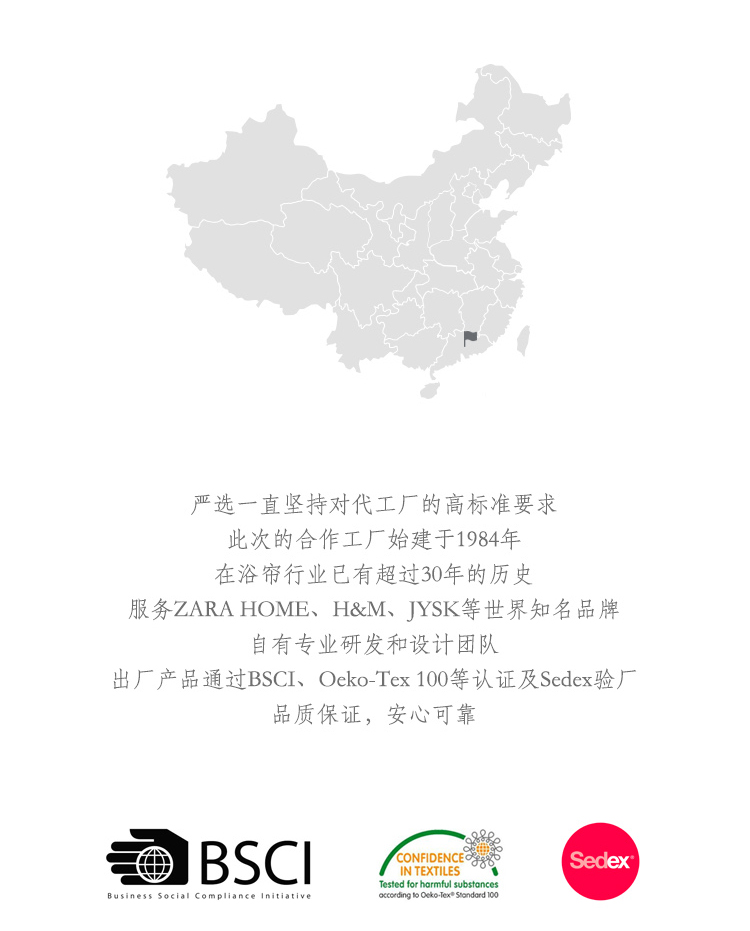 严选一直坚持对代工厂的高标准要求
此次的合作工厂始建于1984年
在浴帘行业已有超过30年的历史
服务ZARA HOME、H&M、JYSK等世界知名品牌
自有专业研发和设计团队
出厂产品通过BSCI、Oeko-Tex 100等认证及Sedex验厂
品质保证，安心可靠
BSCI
Business Social Compliance Initiative
CONFIDENCE
IN TEXTILES
Tested for harmful substances
according to Oeko-Tex® Standard 100
Sedex®